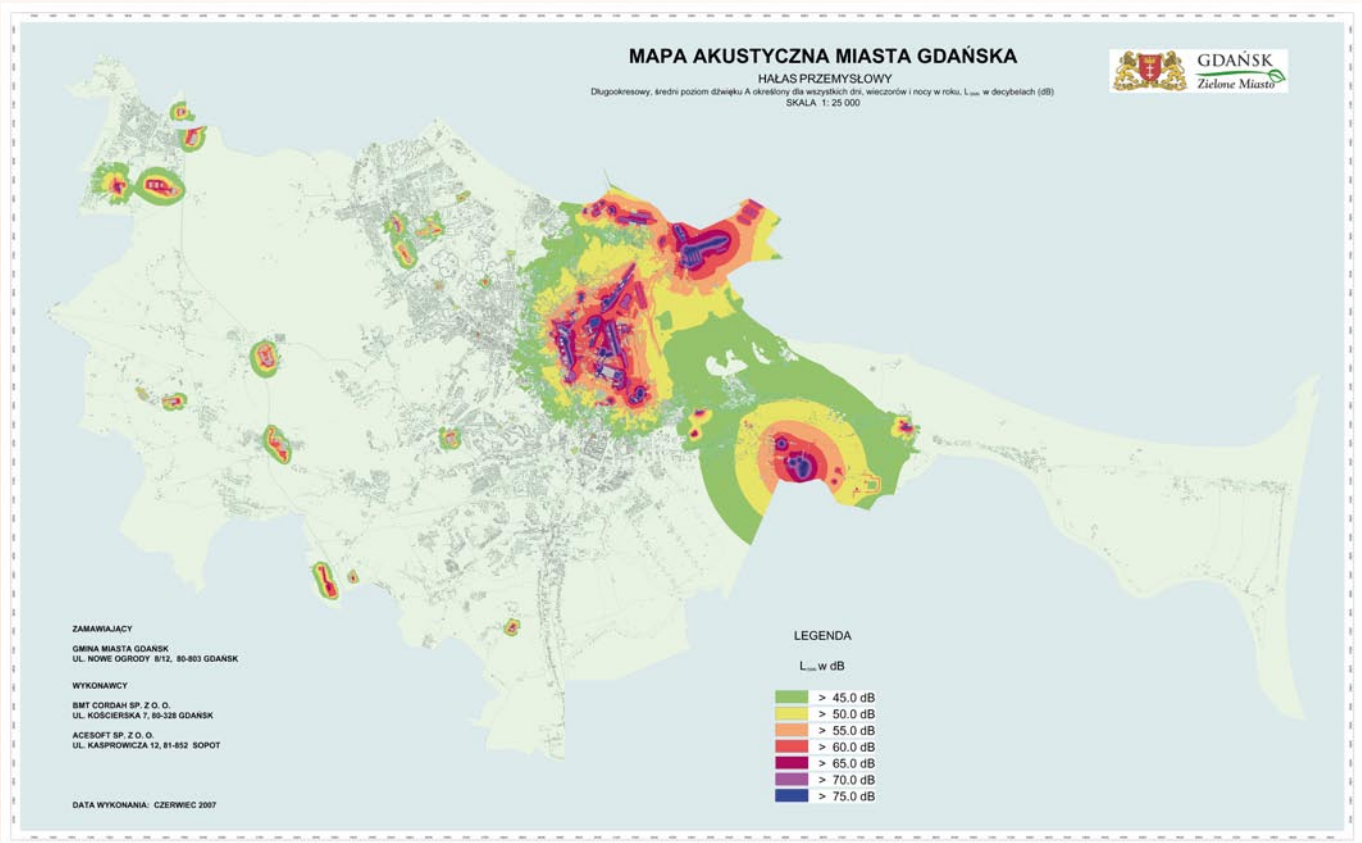 MAPA AKUSTYCZNA MIASTA GDAŃSKA
HAŁAS PRZEMYSŁOWY
Długookresowy, średni poziom dźwięku A określony dla wszystkich dni, wieczorów i nocy w roku, L w decybelach (dB)
SKALA 1: 25 000
GDAŃSK
Zielone Miasto
ZAMAWIAJĄCY
GMINA MIASTA GDAŃSK
UL. NOWE OGRODY 8/12, 80-803 GDAŃSK
WYKONAWCY
BMT CORDAH SP. Z O. O.
UL. KOŚCIERSKA 7, 80-328 GDAŃSK
ACESOFT SP. Z O. O.
UL. KASPROWICZA 12, 81-852 SOPOT
DATA WYKONANIA: CZERWIEC 2007
LEGENDA
L w dB
> 45.0 dB
> 50.0 dB
> 55.0 dB
> 60.0 dB
> 65.0 dB
> 70.0 dB
> 75.0 dB